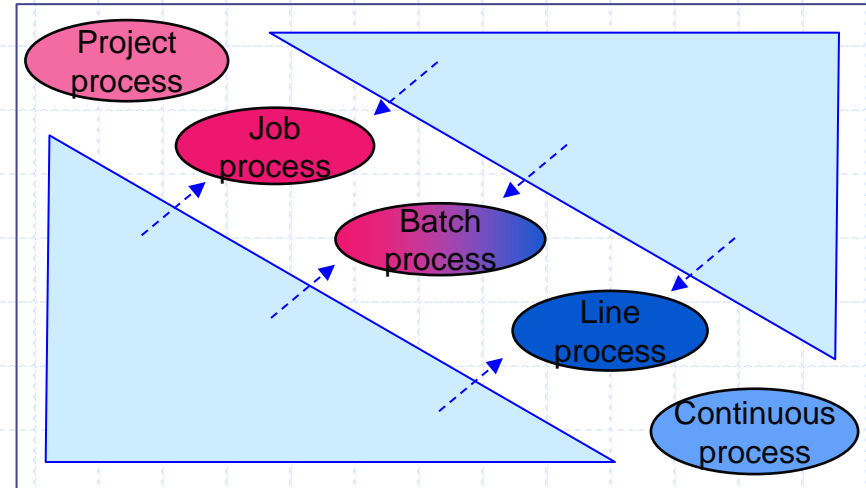 Project
process
Job
process
Batch
process
Line
process
Continuous
process